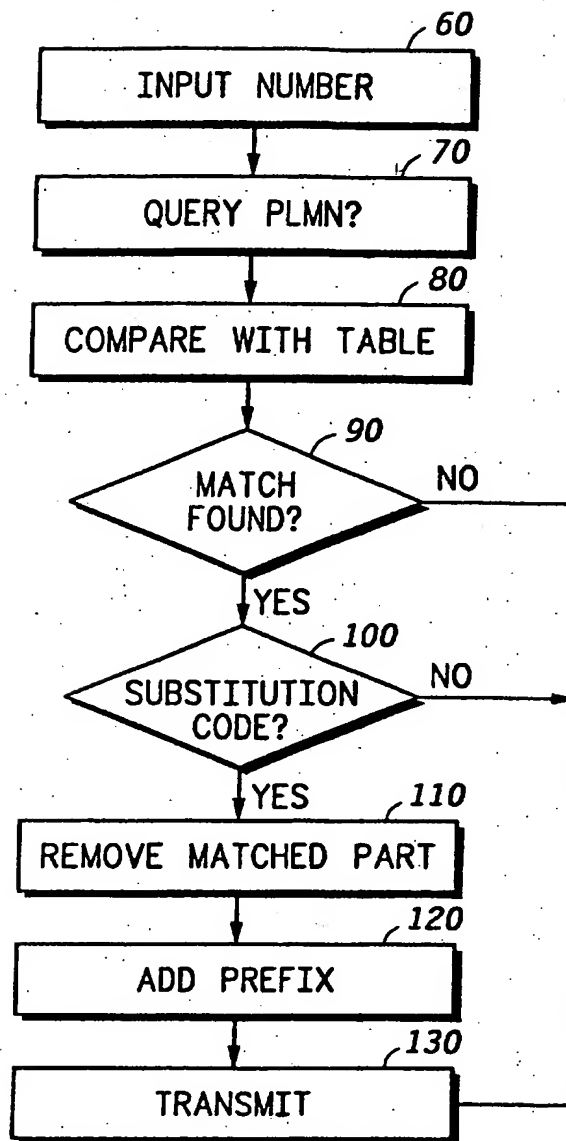 60
INPUT NUMBER
70
QUERY PLMN?
80
COMPARE WITH TABLE
90
MATCH
FOUND?
NO
YES
100
SUBSTITUTION
CODE?
NO
YES
110
REMOVE MATCHED PART
120
ADD PREFIX
130
TRANSMIT